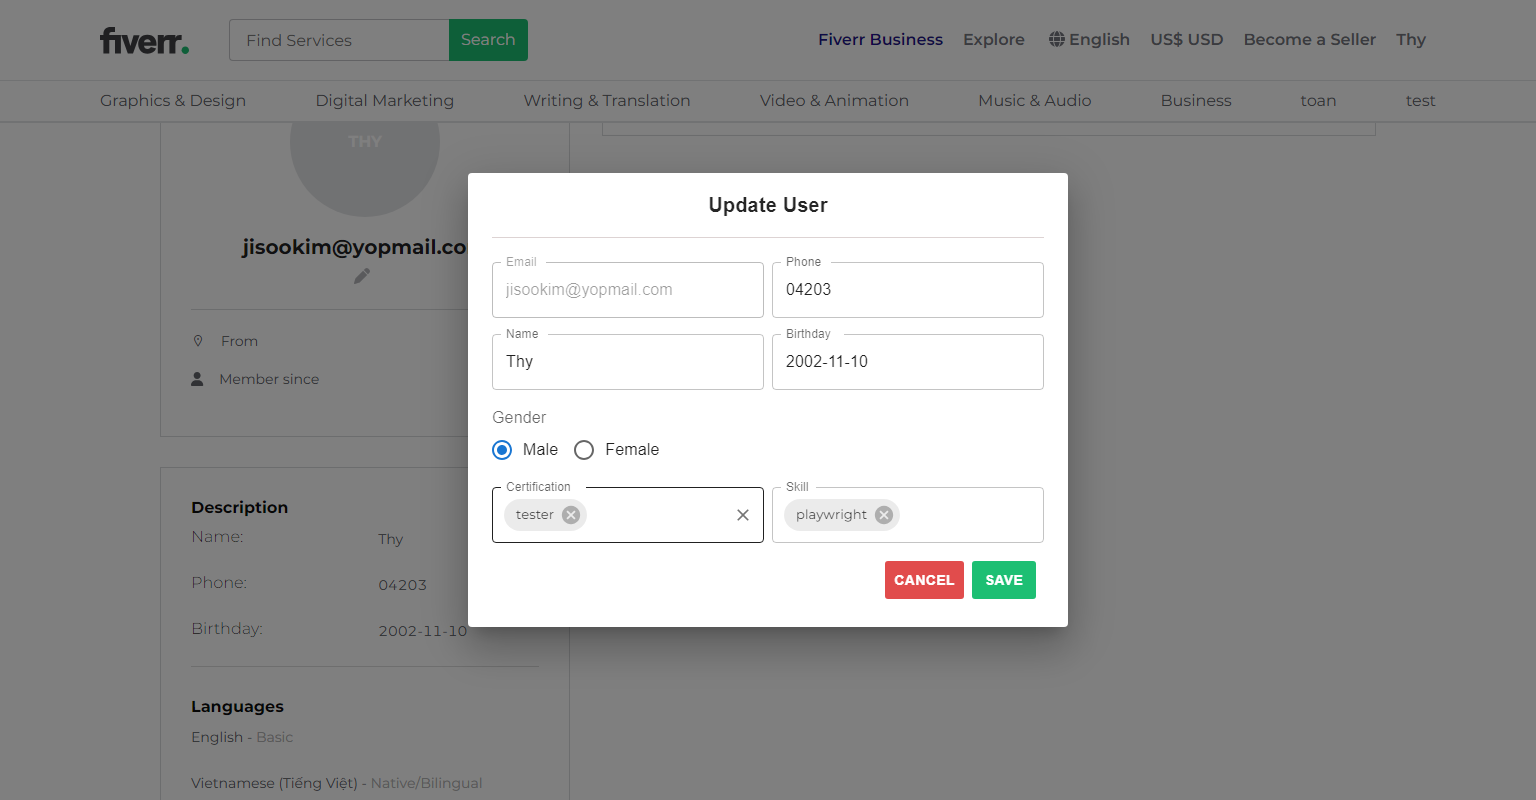 fiverr.
Find Services
Search
Fiverr Business
Explore
English
US$ USD
Become a Seller
Thy
Graphics & Design
Digital Marketing
Writing & Translation
Video & Animation
Music & Audio
Business
toan
test
THY
jisookim@yopmail.co
From
Member since
Description
Name:
Thy
Phone:
04203
Birthday:
2002-11-10
Languages
English - Basic
Vietnamese (Tiếng Việt) - Native/Bilingual
Update User
Email
jisookim@yopmail.com
Phone
04203
Name
Thy
Birthday
2002-11-10
Gender
Male
Female
Certification
tester
Skill
playwright
CANCEL
SAVE